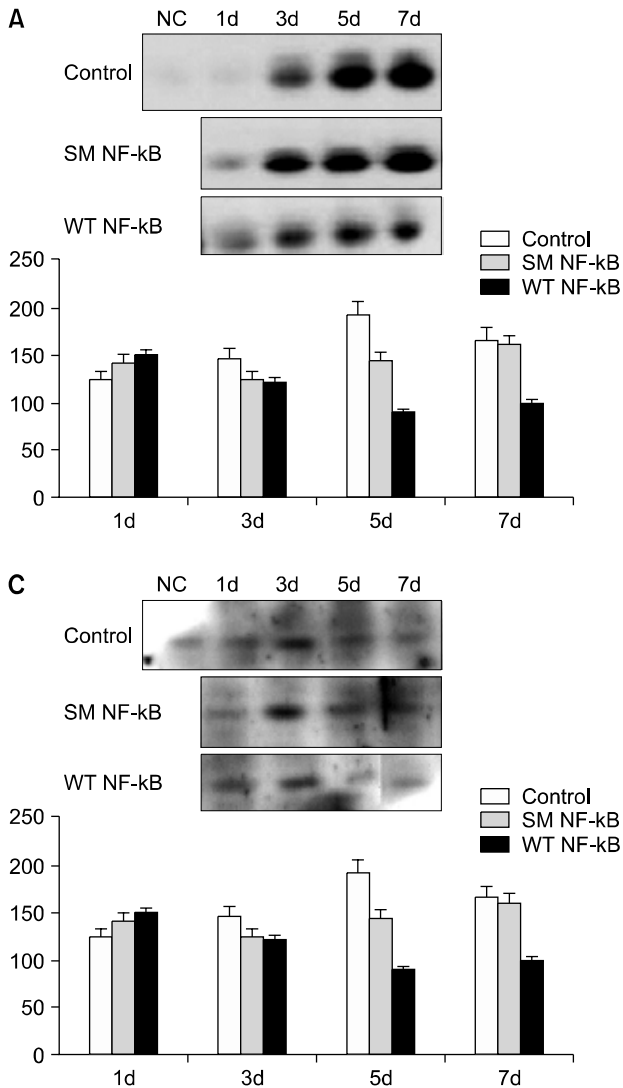 A
NC 1d 3d 5d 7d
Control
SM NF-kB
WT NF-kB
Control
SM NF-kB
WT NF-kB
250
200
150
100
50
0
1d 3d 5d 7d
C
NC 1d 3d 5d 7d
Control
SM NF-kB
WT NF-kB
Control
SM NF-kB
WT NF-kB
250
200
150
100
50
0
1d 3d 5d 7d